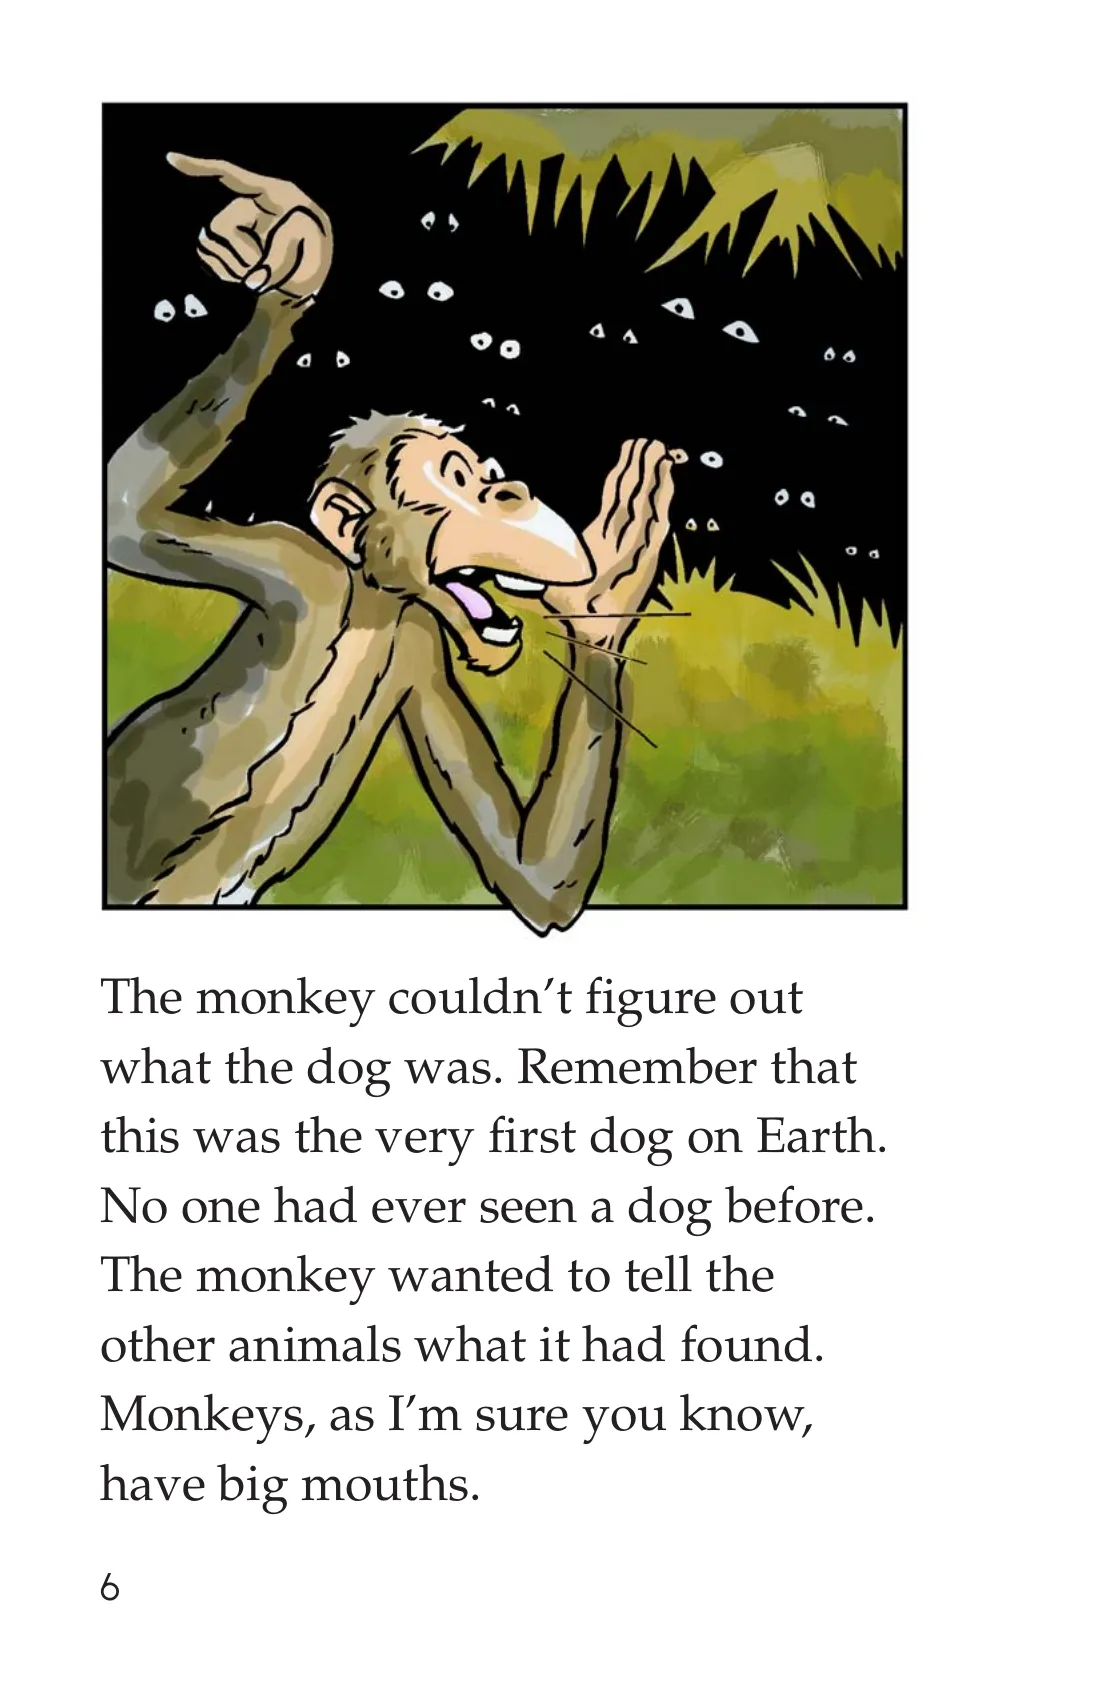 The monkey couldn’t figure out
what the dog was. Remember that
this was the very first dog on Earth.
No one had ever seen a dog before.
The monkey wanted to tell the
other animals what it had found.
Monkeys, as I’m sure you know,
have big mouths.
6